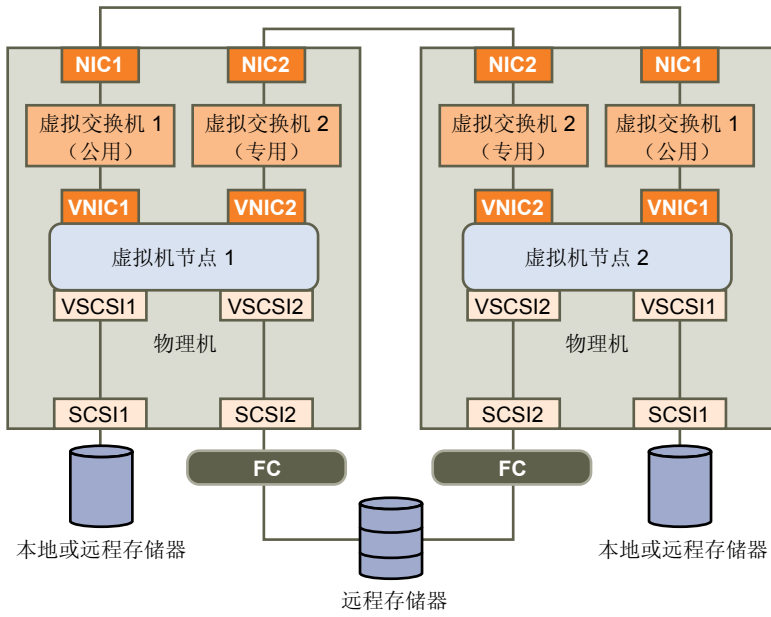 NIC1
NIC2
NIC2
NIC1
虚拟交换机 1
（公用）
虚拟交换机 2
（专用）
虚拟交换机 2
（专用）
虚拟交换机 1
（公用）
VNIC1
VNIC2
VNIC2
VNIC1
虚拟机节点 1
虚拟机节点 2
VSCSI1
VSCSI2
VSCSI2
VSCSI1
物理机
物理机
SCSI1
SCSI2
SCSI2
SCSI1
FC
FC
本地或远程存储器
本地或远程存储器
远程存储器